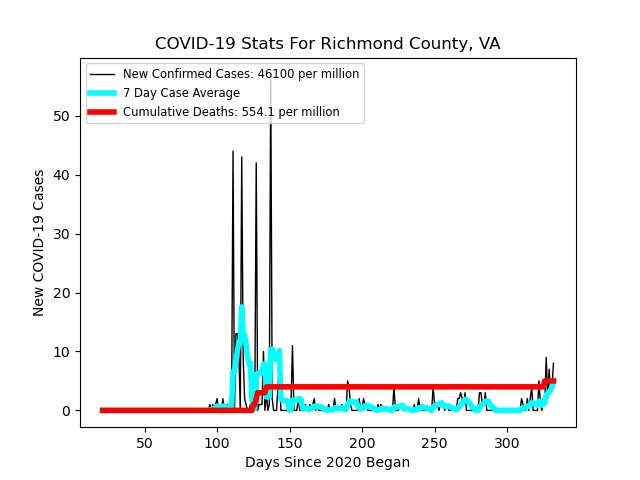 COVID-19 Stats For Richmond County, VA
New Confirmed Cases: 46100 per million
7 Day Case Average
Cumulative Deaths: 554.1 per million
New COVID-19 Cases
50
40
30
20
10
0
50 100 150 200 250 300
Days Since 2020 Began